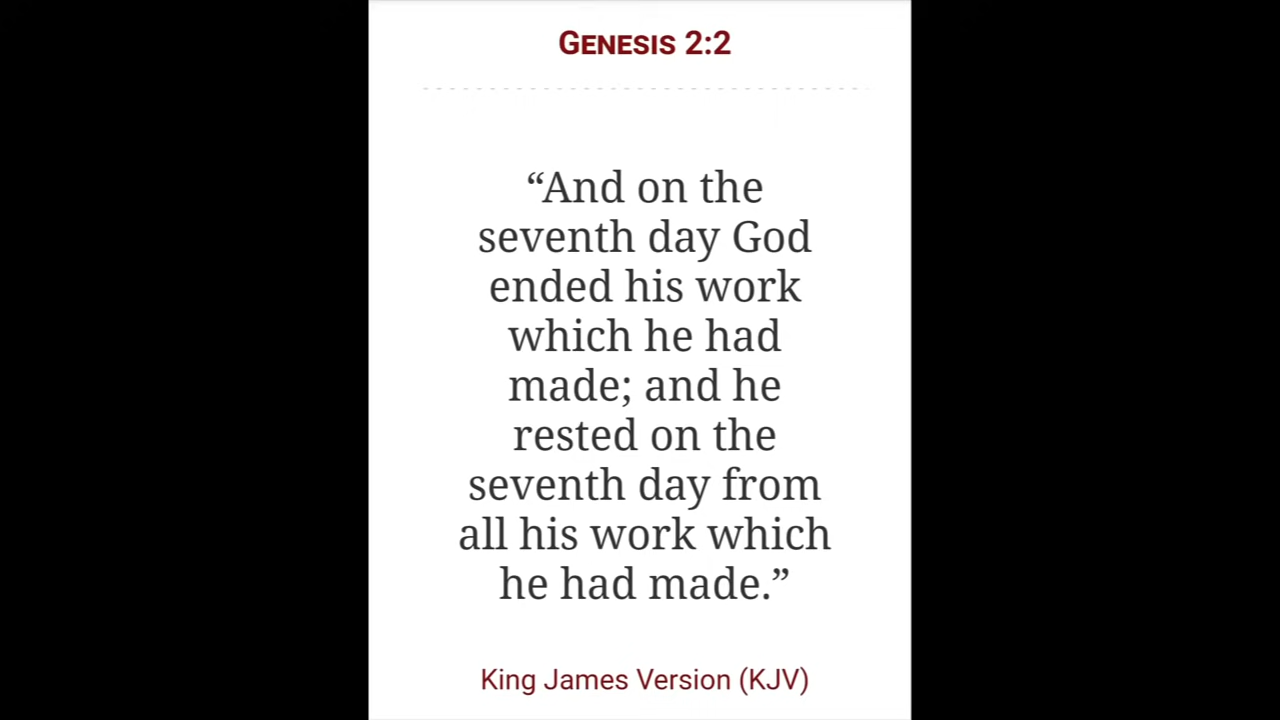 Genesis 2:2
“And on the
seventh day God
ended his work
which he had
made; and he
rested on the
seventh day from
all his work which
he had made.”
King James Version (KJV)